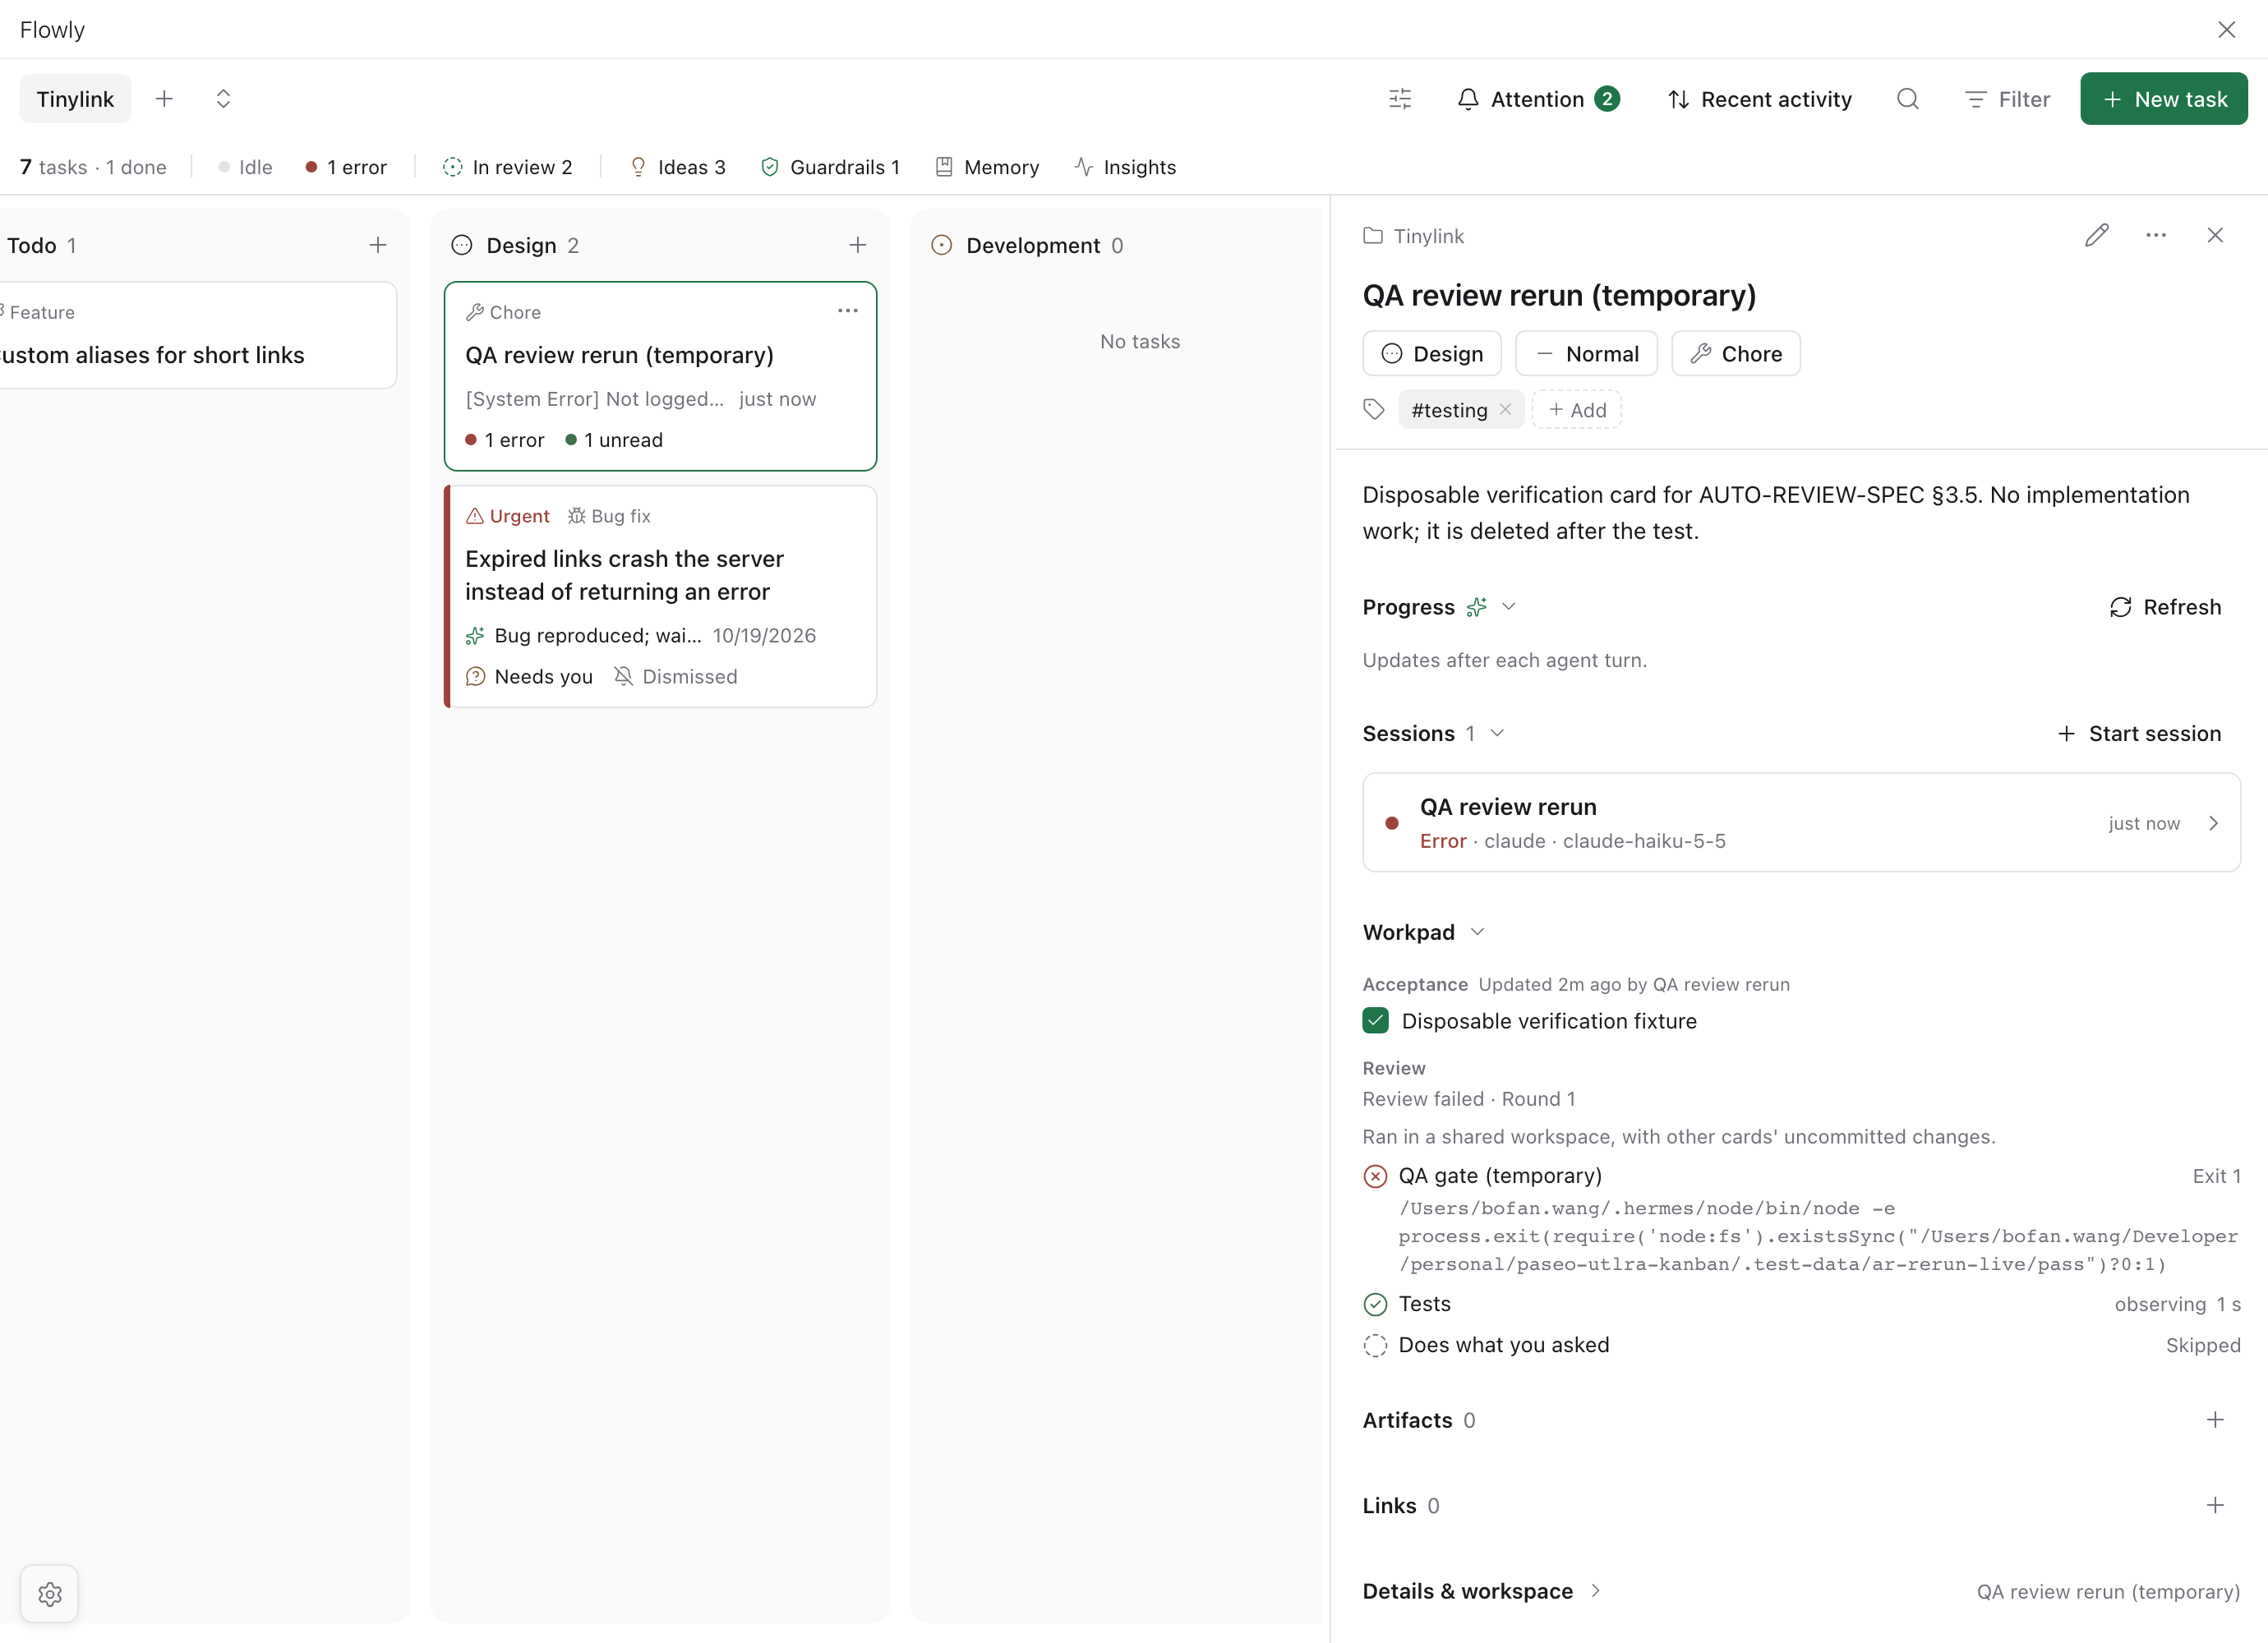 Flowly
Tinylink
Attention 2
Recent activity
Filter
New task
7 tasks · 1 done
Idle
1 error
In review 2
Ideas 3
Guardrails 1
Memory
Insights
Todo 1
Feature
ustom aliases for short links
Design 2
Chore
QA review rerun (temporary)
[System Error] Not logged... just now
1 error 1 unread
Urgent Bug fix
Expired links crash the server
instead of returning an error
Bug reproduced; wai... 10/19/2026
Needs you Dismissed
Development 0
No tasks
Tinylink
QA review rerun (temporary)
Design
Normal
Chore
#testing
Add
Disposable verification card for AUTO-REVIEW-SPEC §3.5. No implementation
work; it is deleted after the test.
Progress
Refresh
Updates after each agent turn.
Sessions 1
Start session
QA review rerun
Error · claude · claude-haiku-5-5
just now
Workpad
Acceptance Updated 2m ago by QA review rerun
Disposable verification fixture
Review
Review failed · Round 1
Ran in a shared workspace, with other cards' uncommitted changes.
QA gate (temporary) Exit 1
/Users/bofan.wang/.hermes/node/bin/node -e
process.exit(require('node:fs').existsSync("/Users/bofan.wang/Developer
/personal/paseo-utlra-kanban/.test-data/ar-rerun-live/pass")?0:1)
Tests observing 1 s
Does what you asked Skipped
Artifacts 0
Links 0
Details & workspace QA review rerun (temporary)